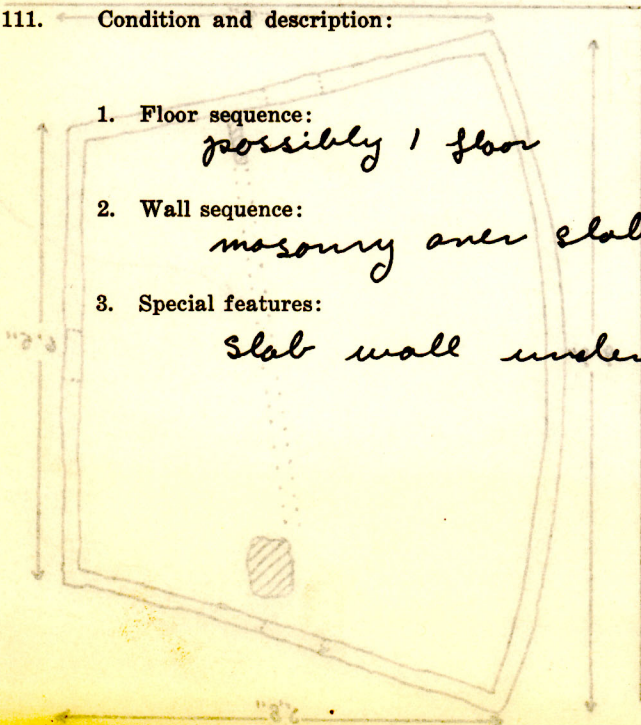 111. Condition and description:
1. Floor sequence:
possibly 1 floor
2. Wall sequence:
masonry over slab
3. Special features:
slab wall under